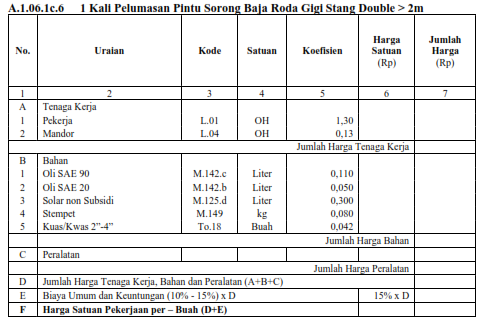 A.1.06.1c.6 1 Kali Pelumasan Pintu Sorong Baja Roda Gigi Stang Double > 2m
No. Uraian Kode Satuan Koefisien Harga Satuan (Rp) Jumlah Harga (Rp)
1 2 3 4 5 6 7
A Tenaga Kerja
1 Pekerja L.01 OH 1,30
2 Mandor L.04 OH 0,13
Jumlah Harga Tenaga Kerja
B Bahan
1 Oli SAE 90 M.142.c Liter 0,110
2 Oli SAE 20 M.142.b Liter 0,050
3 Solar non Subsidi M.125.d Liter 0,300
4 Stempet M.149 kg 0,080
5 Kuas/Kwas 2”-4” To.18 Buah 0,042
Jumlah Harga Bahan
C Peralatan
Jumlah Harga Peralatan
D Jumlah Harga Tenaga Kerja, Bahan dan Peralatan (A+B+C)
E Biaya Umum dan Keuntungan (10% - 15%) x D 15% x D
F Harga Satuan Pekerjaan per – Buah (D+E)